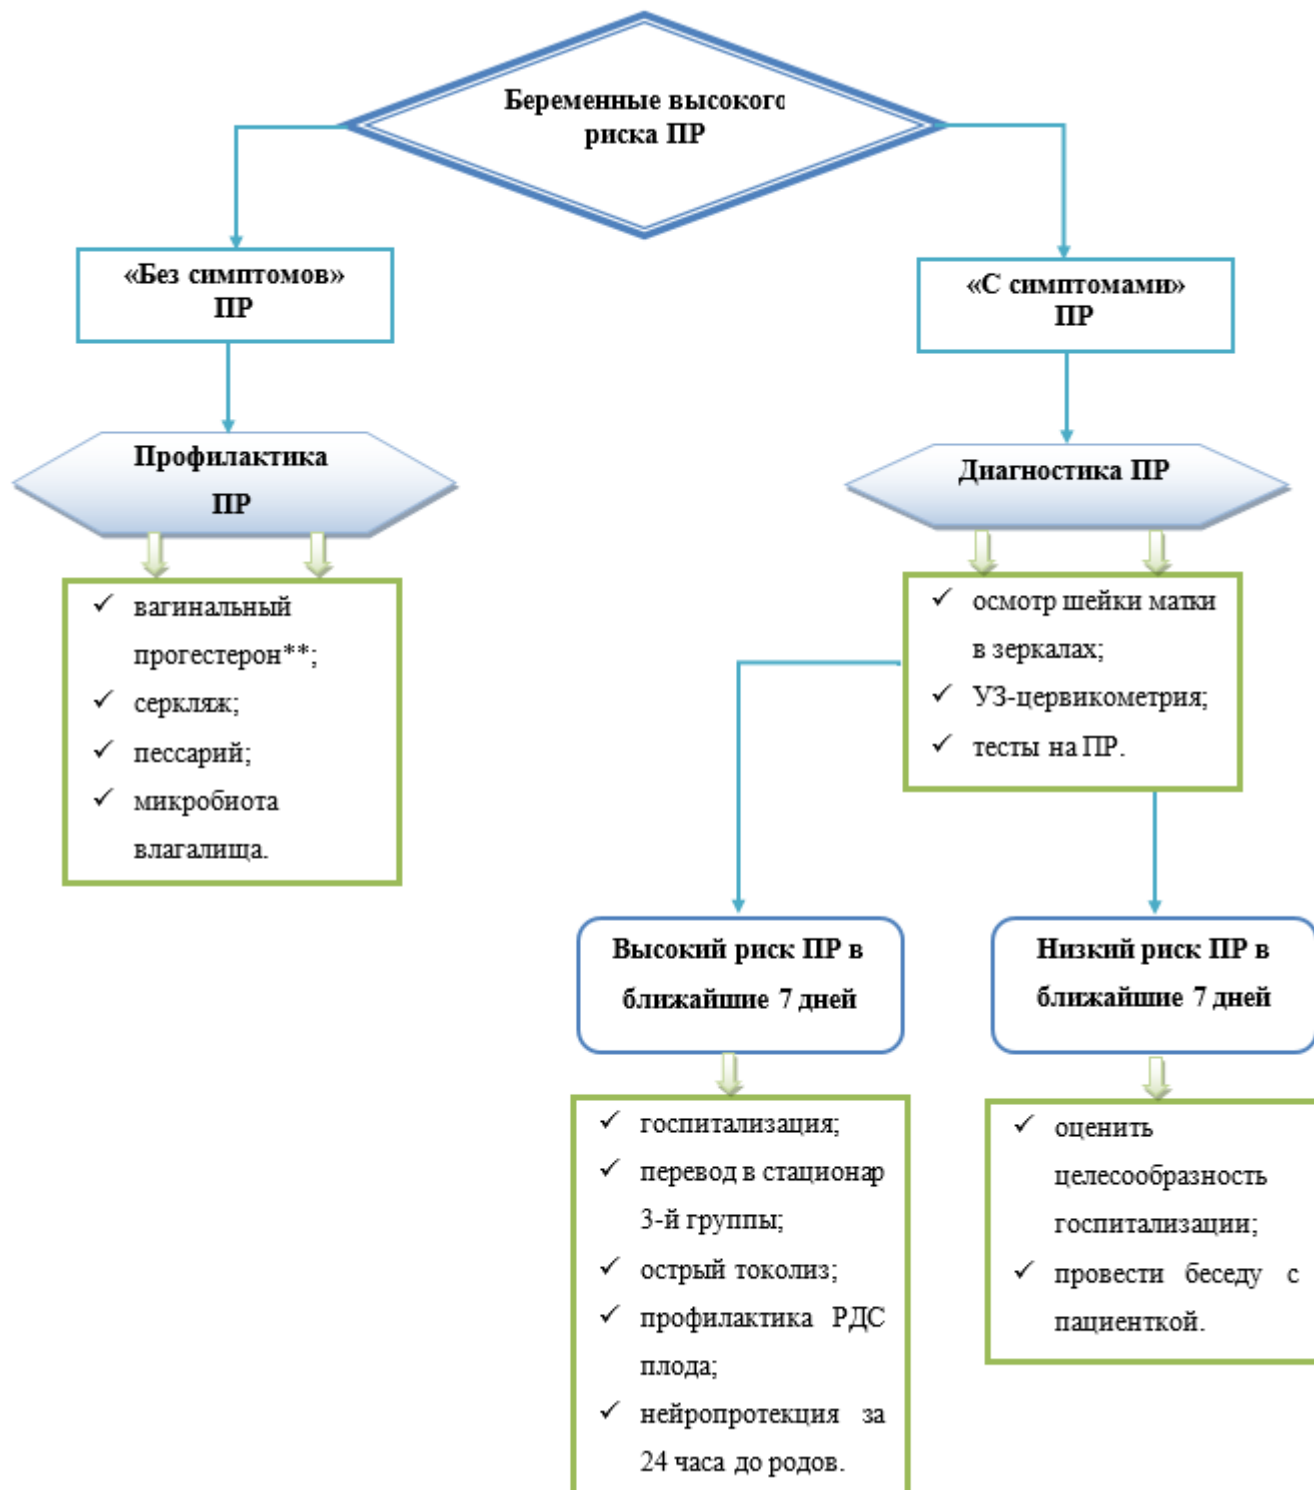 Беременные высокого
риска ПР
«Без симптомов»
ПР
«С симптомами»
ПР
Профилактика
ПР
Диагностика ПР
✓ вагинальный
прогестерон**;
✓ серкляж;
✓ пессарий;
✓ микробиота
влагалища.
✓ осмотр шейки матки
в зеркалах;
✓ УЗ-цервикометрия;
✓ тесты на ПР.
Высокий риск ПР в
ближайшие 7 дней
Низкий риск ПР в
ближайшие 7 дней
✓ госпитализация;
✓ перевод в стационар
3-й группы;
✓ острый токолиз;
✓ профилактика РДС
плода;
✓ нейропротекция за
24 часа до родов.
✓ оценить
целесообразность
госпитализации;
✓ провести беседу с
пациенткой.